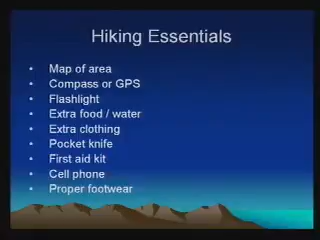 Hiking Essentials
• Map of area
• Compass or GPS
• Flashlight
• Extra food / water
• Extra clothing
• Pocket knife
• First aid kit
• Cell phone
• Proper footwear